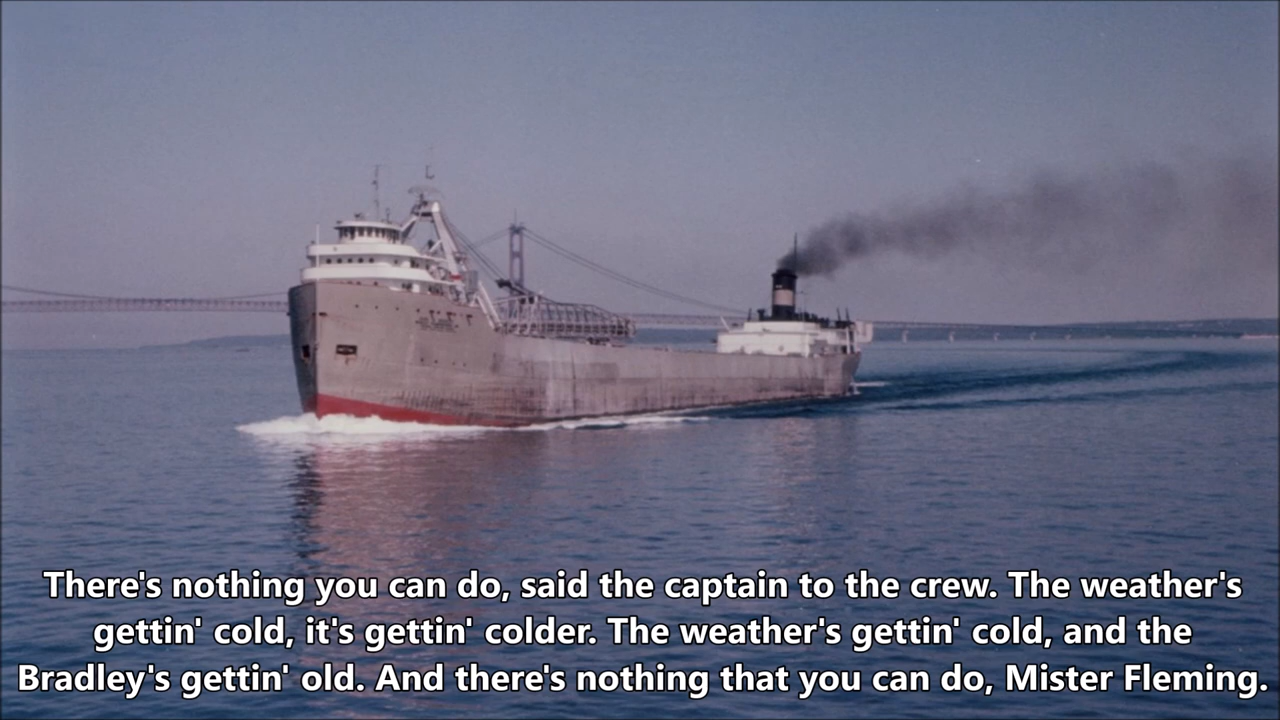 There's nothing you can do, said the captain to the crew. The weather's
gettin' cold, it's gettin' colder. The weather's gettin' cold, and the
Bradley's gettin' old. And there's nothing that you can do, Mister Fleming.